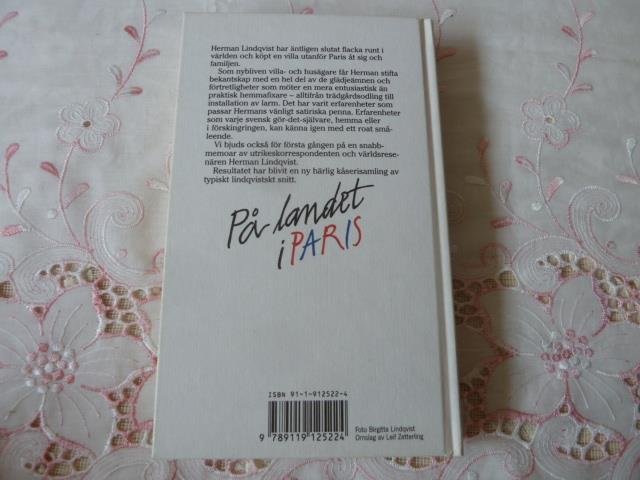 Herman Lindqvist har äntligen slutat flacka runt i
världen och köpt en villa utanför Paris åt sig och
familjen.
Som nybliven villa- och husägare får Herman stifta
bekantskap med en hel del av de glädjeämnen och
förtretligheter som möter en mera entusiastisk än
praktisk hemmafixare – alltifrån trädgårdsodling till
installation av larm. Det har varit erfarenheter som
passar Hermans vänligt satiriska penna. Erfarenheter
som varje svensk gör-det-självare, hemma eller
i förskingringen, kan känna igen med ett roat små-
leende.
Vi bjuds också för första gången på en snabb-
memoar av utrikeskorrespondenten och världsrese-
nären Herman Lindqvist.
Resultatet har blivit en ny härlig kåserisamling av
typiskt lindqvistskt snitt.
På landet
i PARIS
ISBN 91-1-912522-4
9 789119 125224
Foto Birgitta Lindqvist
Omslag av Leif Zetterling